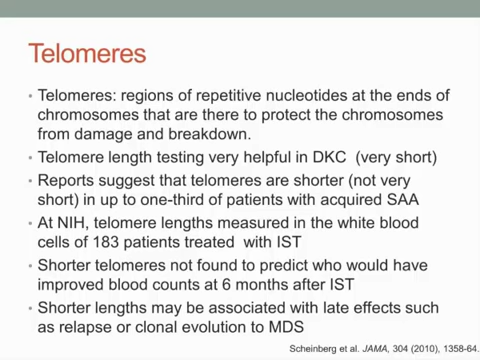 Telomeres
• Telomeres: regions of repetitive nucleotides at the ends of
chromosomes that are there to protect the chromosomes
from damage and breakdown.
• Telomere length testing very helpful in DKC (very short)
• Reports suggest that telomeres are shorter (not very
short) in up to one-third of patients with acquired SAA
• At NIH, telomere lengths measured in the white blood
cells of 183 patients treated with IST
• Shorter telomeres not found to predict who would have
improved blood counts at 6 months after IST
• Shorter lengths may be associated with late effects such
as relapse or clonal evolution to MDS
Scheinberg et al. JAMA, 304 (2010), 1358-64.